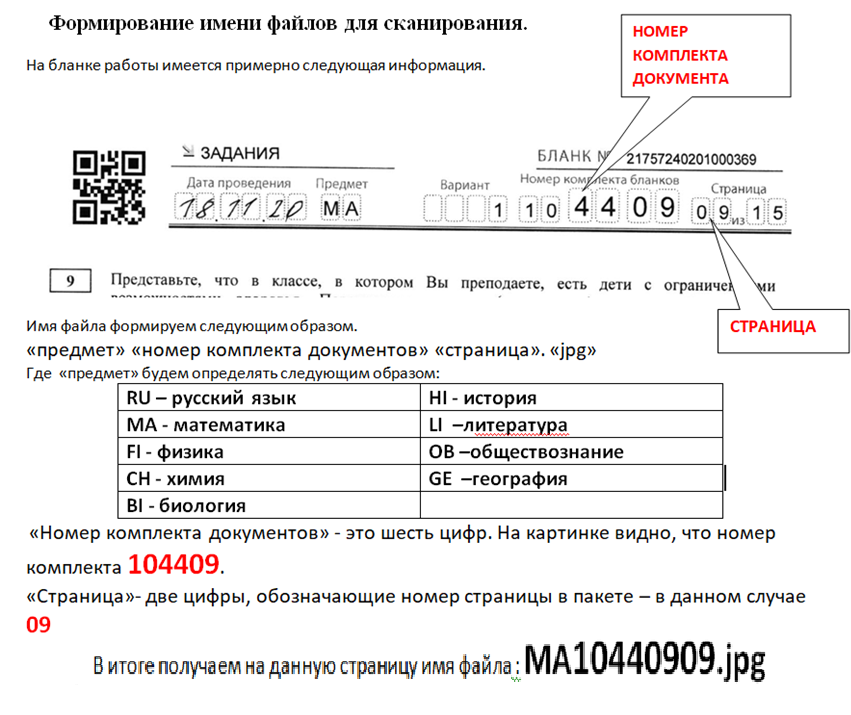 Формирование имени файлов для сканирования.
НОМЕР
КОМПЛЕКТА
ДОКУМЕНТА
На бланке работы имеется примерно следующая информация.
ЗАДАНИЯ
БЛАНК № 21757240201000369
Дата проведения Предмет Вариант Номер комплекта бланков Страница
18.11.20 МА 1 104409 09 из 15
9 Представьте, что в классе, в котором Вы преподаете, есть дети с ограниченными
СТРАНИЦА
Имя файла формируем следующим образом.
«предмет» «номер комплекта документов» «страница». «jpg»
Где «предмет» будем определять следующим образом:
RU – русский язык HI - история
MA - математика LI –литература
FI - физика OB –обществознание
CH - химия GE –география
BI - биология
«Номер комплекта документов» - это шесть цифр. На картинке видно, что номер
комплекта 104409.
«Страница»- две цифры, обозначающие номер страницы в пакете – в данном случае
09
В итоге получаем на данную страницу имя файла : MA10440909.jpg